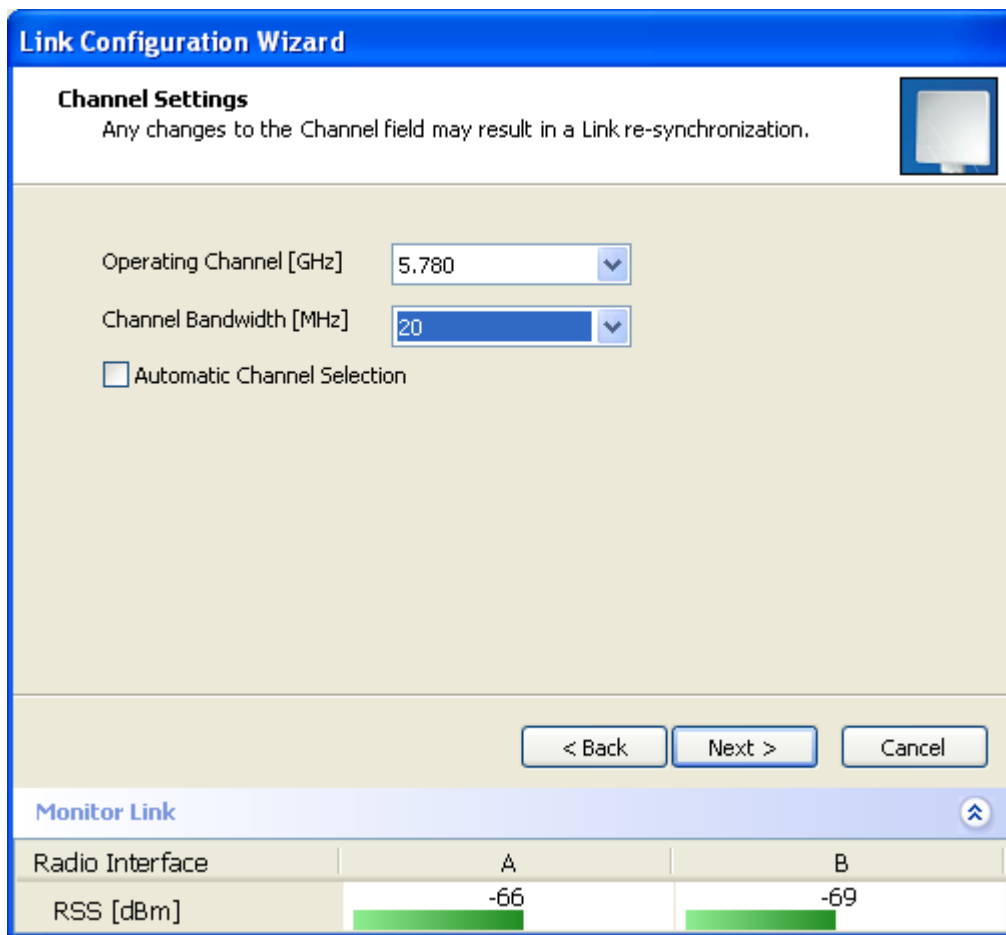 Link Configuration Wizard
Channel Settings
Any changes to the Channel field may result in a Link re-synchronization.
Operating Channel [GHz] 5.780
Channel Bandwidth [MHz] 20
Automatic Channel Selection
< Back Next > Cancel
Monitor Link
Radio Interface A B
RSS [dBm] -66 -69